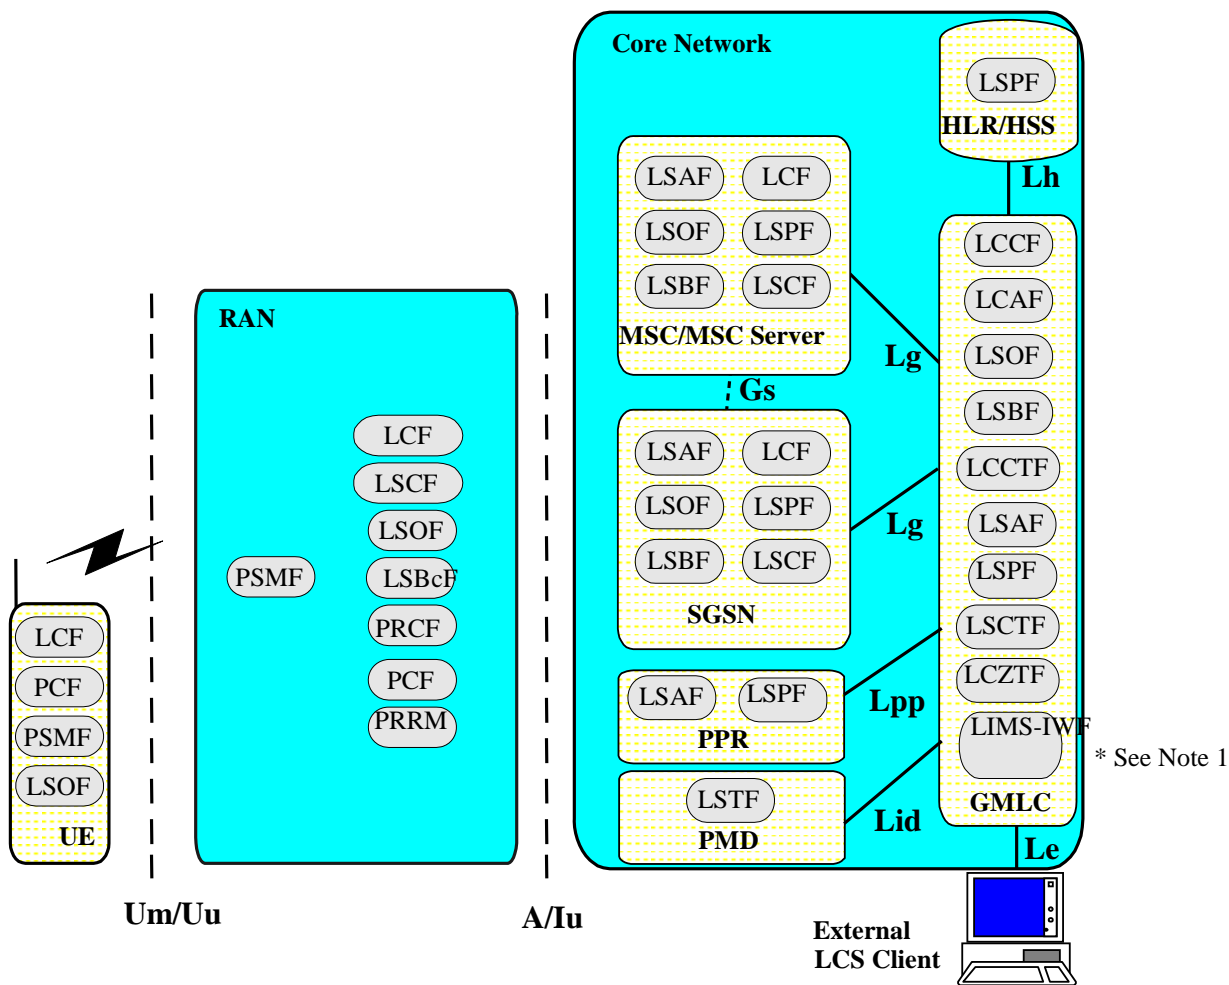 Core Network
LSPF
HLR/HSS
Lh
LSAF LCF
LSOF LSPF
LSBF LSCF
MSC/MSC Server
Lg
Gs
LSAF LCF
LSOF LSPF
LSBF LSCF
SGSN
Lg
LSAF LSPF
PPR
Lpp
LSTF
PMD
Lid
LCCF
LCAF
LSOF
LSBF
LCCTF
LSAF
LSPF
LSCTF
LCZTF
LIMS-IWF
GMLC
* See Note 1
Le
RAN
LCF
LSCF
LSOF
PSMF
LSBcF
PRCF
PCF
PRRM
LCF
PCF
PSMF
LSOF
UE
Um/Uu
A/Iu
External
LCS Client